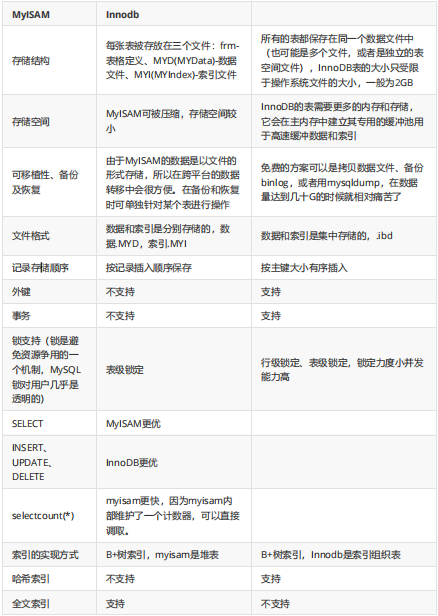 MyISAM Innodb
存储结构
每张表被存放在三个文件：frm-
表格定义、MYD(MYData)-数据
文件、MYI(MYIndex)-索引文件
所有的表都保存在同一个数据文件中
（也可能是多个文件，或者是独立的表
空间文件），InnoDB表的大小只受限
于操作系统文件的大小，一般为2GB
存储空间
MyISAM可被压缩，存储空间较
小
InnoDB的表需要更多的内存和存储，
它会在主内存中建立其专用的缓冲池用
于高速缓冲数据和索引
可移植性、备份
及恢复
由于MyISAM的数据是以文件的
形式存储，所以在跨平台的数据
转移中会很方便。在备份和恢复
时可单独针对某个表进行操作
免费的方案可以是拷贝数据文件、备份
binlog，或者用mysqldump，在数据
量达到几十G的时候就相对痛苦了
文件格式
数据和索引是分别存储的，数
据.MYD，索引.MYI
数据和索引是集中存储的，.ibd
记录存储顺序
按记录插入顺序保存
按主键大小有序插入
外键
不支持
支持
事务
不支持
支持
锁支持（锁是避
免资源争用的一
个机制，MySQL
锁对用户几乎是
透明的）
表级锁定
行级锁定、表级锁定，锁定力度小并发
能力高
SELECT
MyISAM更优
INSERT、
UPDATE、
DELETE
InnoDB更优
selectcount(*)
myisam更快，因为myisam内
部维护了一个计数器，可以直接
调取。
索引的实现方式
B+树索引，myisam是堆表
B+树索引，Innodb是索引组织表
哈希索引
不支持
支持
全文索引
支持
不支持